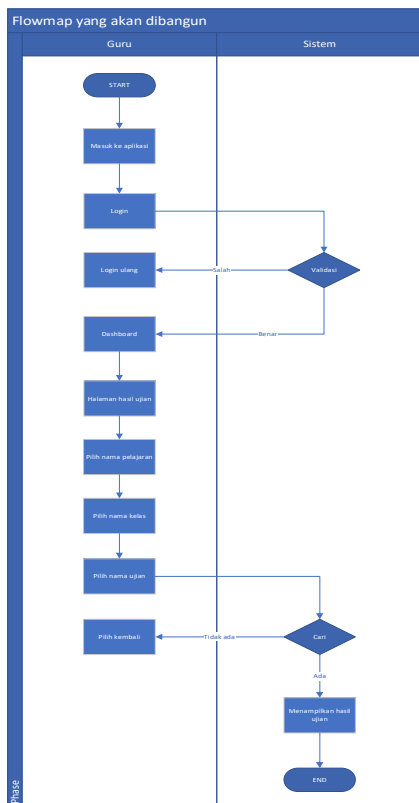 Flowmap yang akan dibangun
Guru
Sistem
START
Masuk ke aplikasi
Login
Validasi
Salah
Login ulang
Benar
Dashboard
Halaman hasil ujian
Pilih nama pelajaran
Pilih nama kelas
Pilih nama ujian
Cari
Tidak ada
Pilih kembali
Ada
Menampilkan hasil
ujian
END
Phase